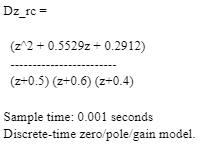 Dz_rc =
(z^2 + 0.5529z + 0.2912)
-------------------------
(z+0.5) (z+0.6) (z+0.4)
Sample time: 0.001 seconds
Discrete-time zero/pole/gain model.